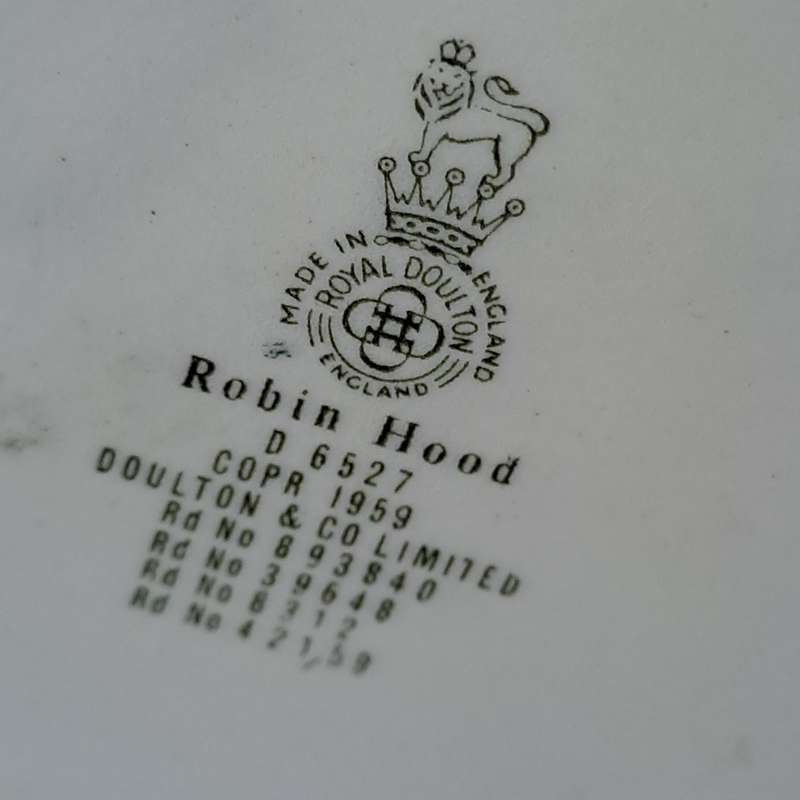 MADE IN ENGLAND
ROYAL DOULTON
ENGLAND
Robin Hood
D 6527
COPR 1959
DOULTON & CO LIMITED
Rd No 893840
Rd No 39648
Rd No 8312
Rd No 421/59